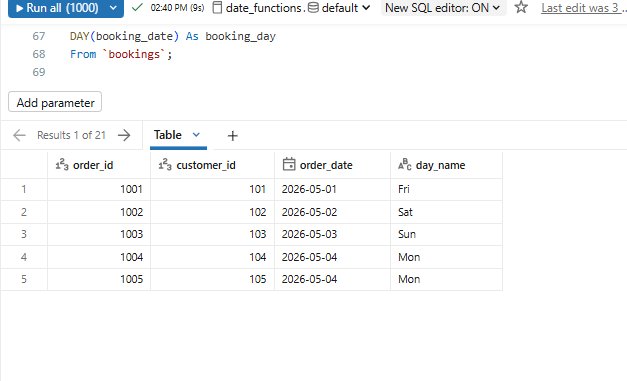 Run all (1000) 02:40 PM (9s) date_functions. default New SQL editor: ON Last edit was 3 ..
67 DAY(booking_date) As booking_day
68 From `bookings`;
69
Add parameter
Results 1 of 21 Table +
1²3 order_id 1²3 customer_id order_date ABC day_name
1 1001 101 2026-05-01 Fri
2 1002 102 2026-05-02 Sat
3 1003 103 2026-05-03 Sun
4 1004 104 2026-05-04 Mon
5 1005 105 2026-05-04 Mon